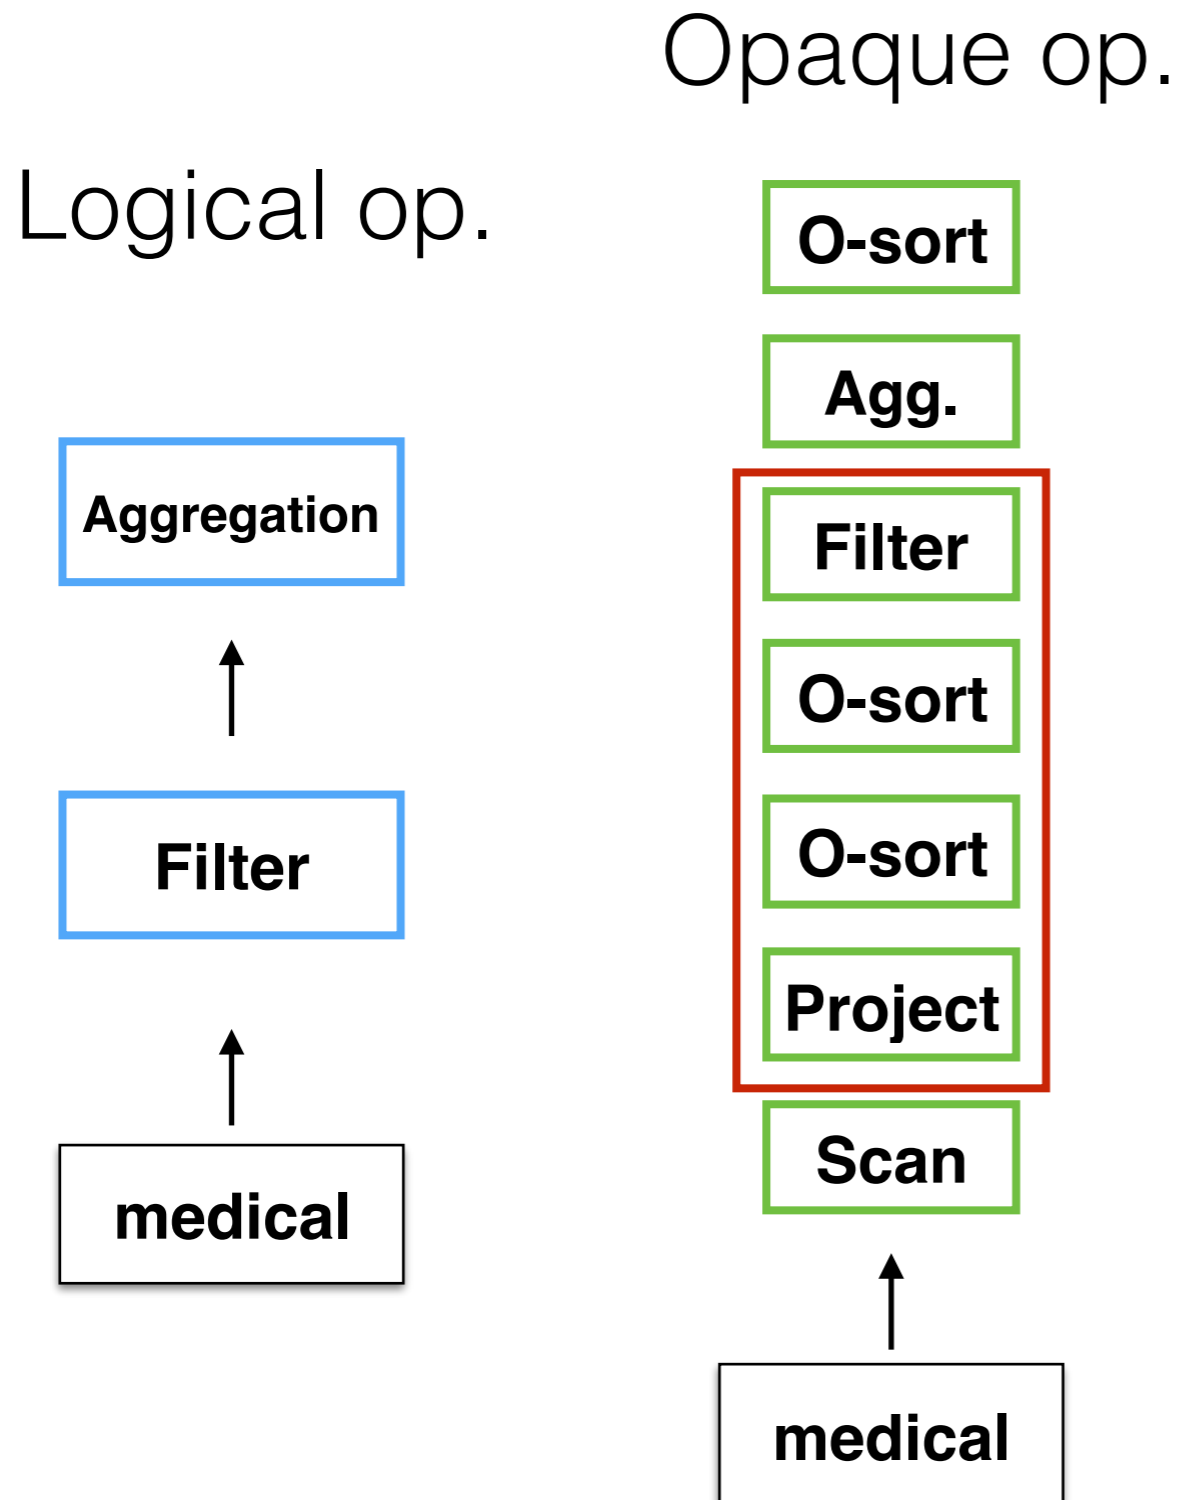 Logical op.
Aggregation
Filter
medical
Opaque op.
O-sort
Agg.
Filter
O-sort
O-sort
Project
Scan
medical